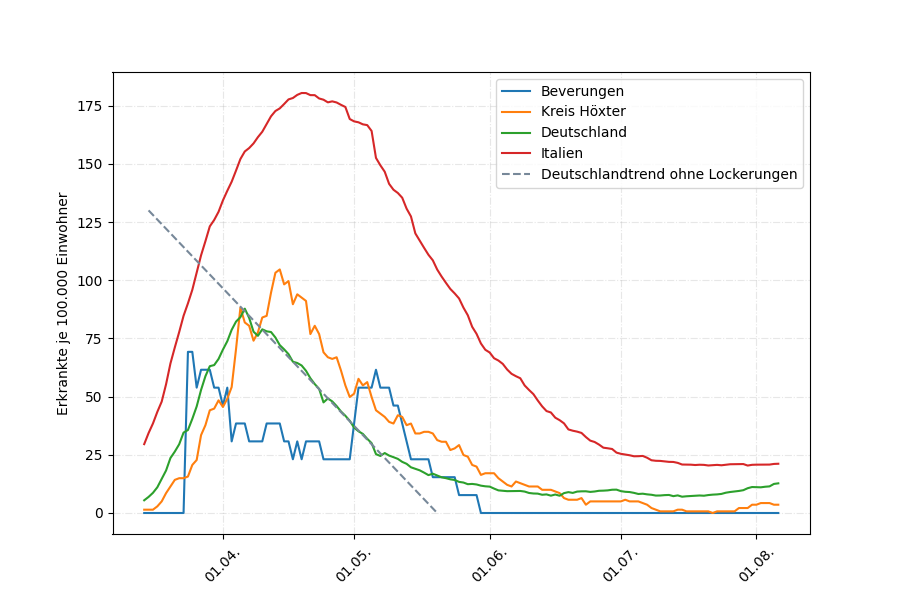 Beverungen
Kreis Höxter
Deutschland
Italien
Deutschlandtrend ohne Lockerungen
Erkrankte je 100.000 Einwohner
175
150
125
100
75
50
25
0
01.04.
01.05.
01.06.
01.07.
01.08.